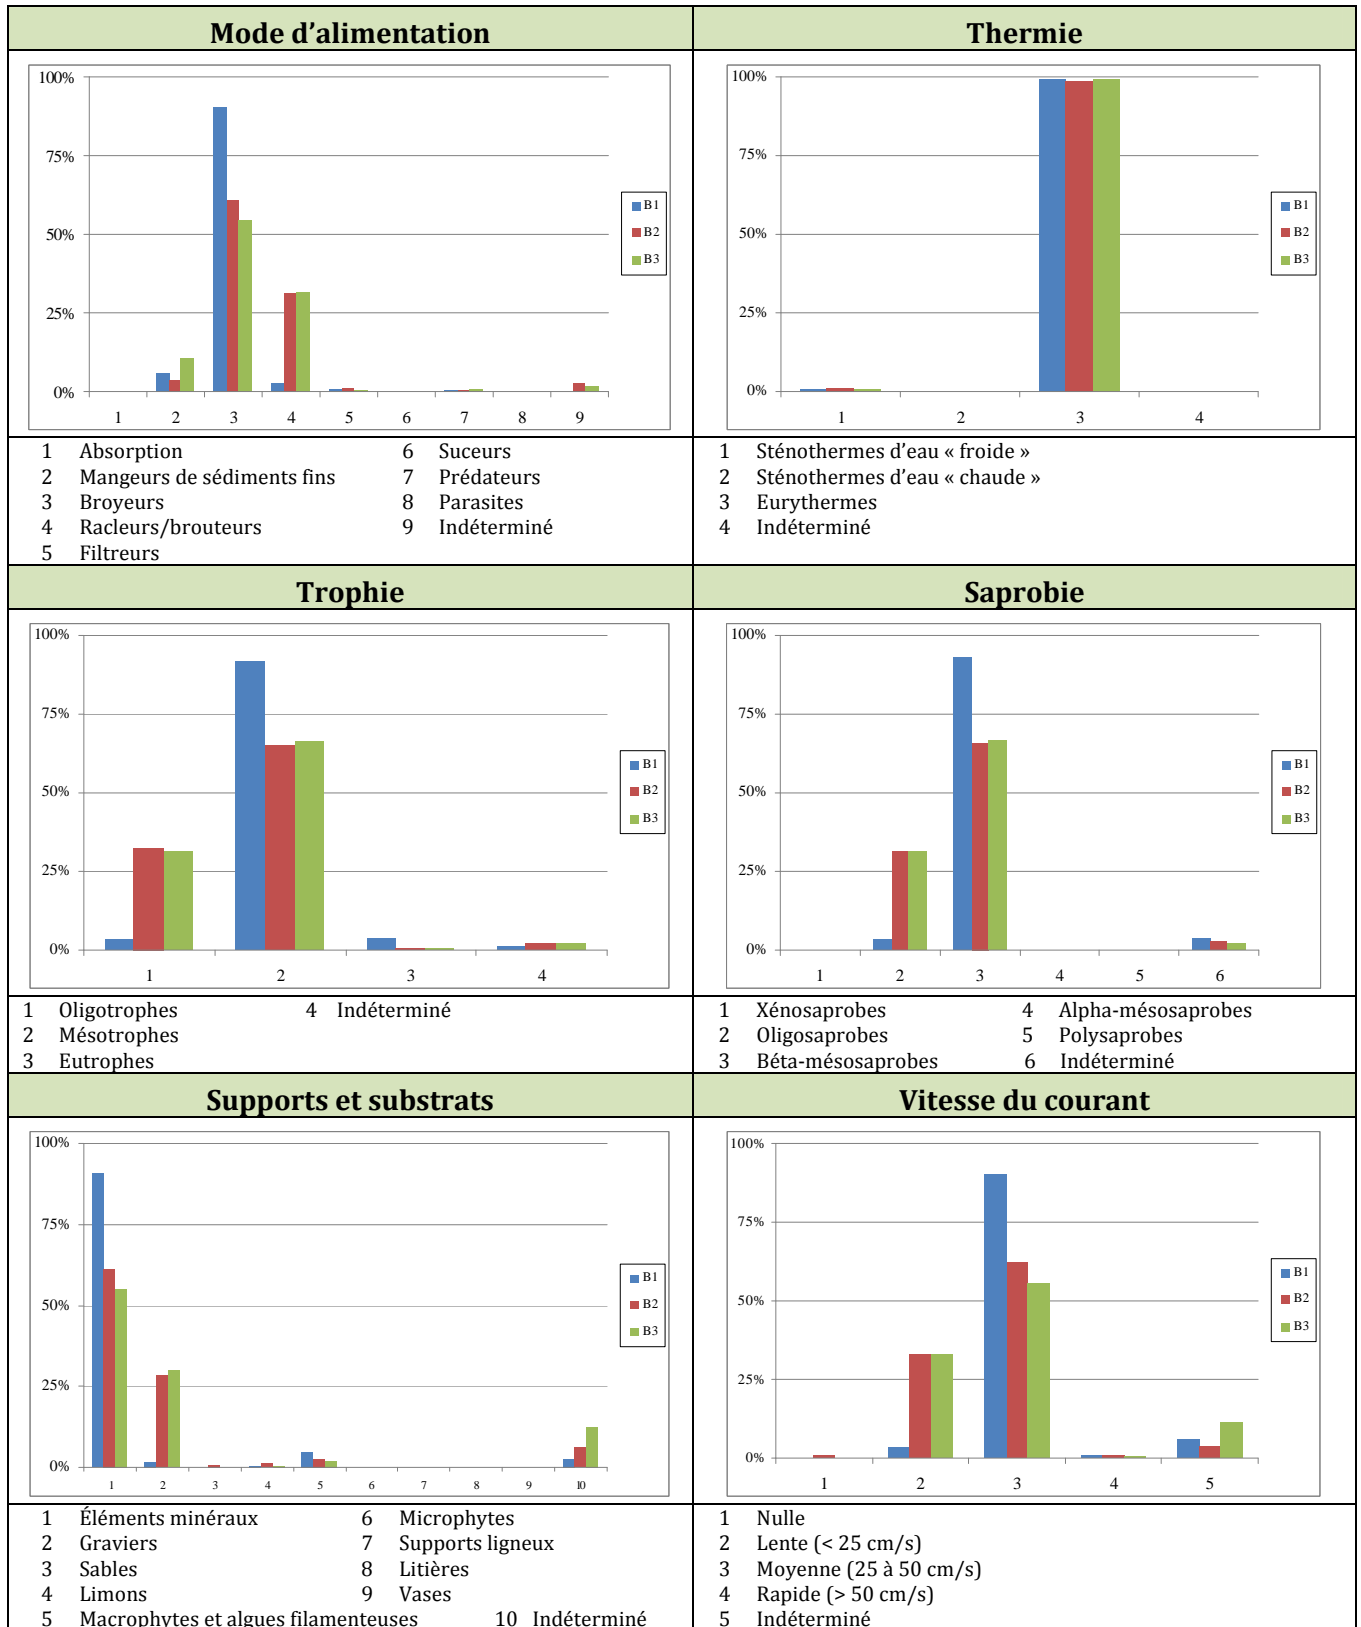 Mode d’alimentation
100%
75%
50%
25%
0%
1 2 3 4 5 6 7 8 9
B1
B2
B3
1 Absorption
2 Mangeurs de sédiments fins
3 Broyeurs
4 Racleurs/brouteurs
5 Filtreurs
6 Suceurs
7 Prédateurs
8 Parasites
9 Indéterminé
Thermie
100%
75%
50%
25%
0%
1 2 3 4
B1
B2
B3
1 Sténothermes d’eau « froide »
2 Sténothermes d’eau « chaude »
3 Eurythermes
4 Indéterminé
Trophie
100%
75%
50%
25%
0%
1 2 3 4
B1
B2
B3
1 Oligotrophes
2 Mésotrophes
3 Eutrophes
4 Indéterminé
Saprobie
100%
75%
50%
25%
0%
1 2 3 4 5 6
B1
B2
B3
1 Xénosaprobes
2 Oligosaprobes
3 Béta-mésosaprobes
4 Alpha-mésosaprobes
5 Polysaprobes
6 Indéterminé
Supports et substrats
100%
75%
50%
25%
0%
1 2 3 4 5 6 7 8 9 10
B1
B2
B3
1 Éléments minéraux
2 Graviers
3 Sables
4 Limons
5 Macrophytes et algues filamenteuses
6 Microphytes
7 Supports ligneux
8 Litières
9 Vases
10 Indéterminé
Vitesse du courant
100%
75%
50%
25%
0%
1 2 3 4 5
B1
B2
B3
1 Nulle
2 Lente (< 25 cm/s)
3 Moyenne (25 à 50 cm/s)
4 Rapide (> 50 cm/s)
5 Indéterminé